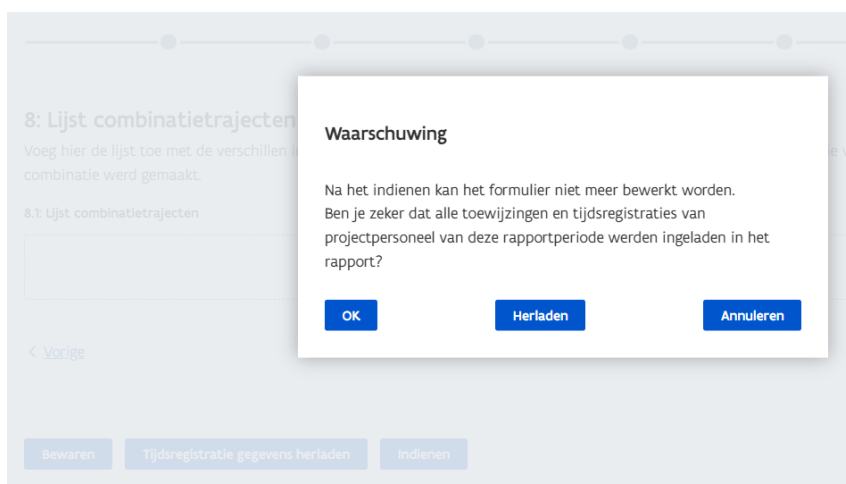 8: Lijst combinatietrajecten
Voeg hier de lijst toe met de verschillen
combinatie werd gemaakt.
8.1: Lijst combinatietrajecten
Waarschuwing
Na het indienen kan het formulier niet meer bewerkt worden.
Ben je zeker dat alle toewijzingen en tijdsregistraties van
projectpersoneel van deze rapportperiode werden ingeladen in het
rapport?
OK Herladen Annuleren
< Vorige
Bewaren Tijdsregistratie gegevens herladen Indienen